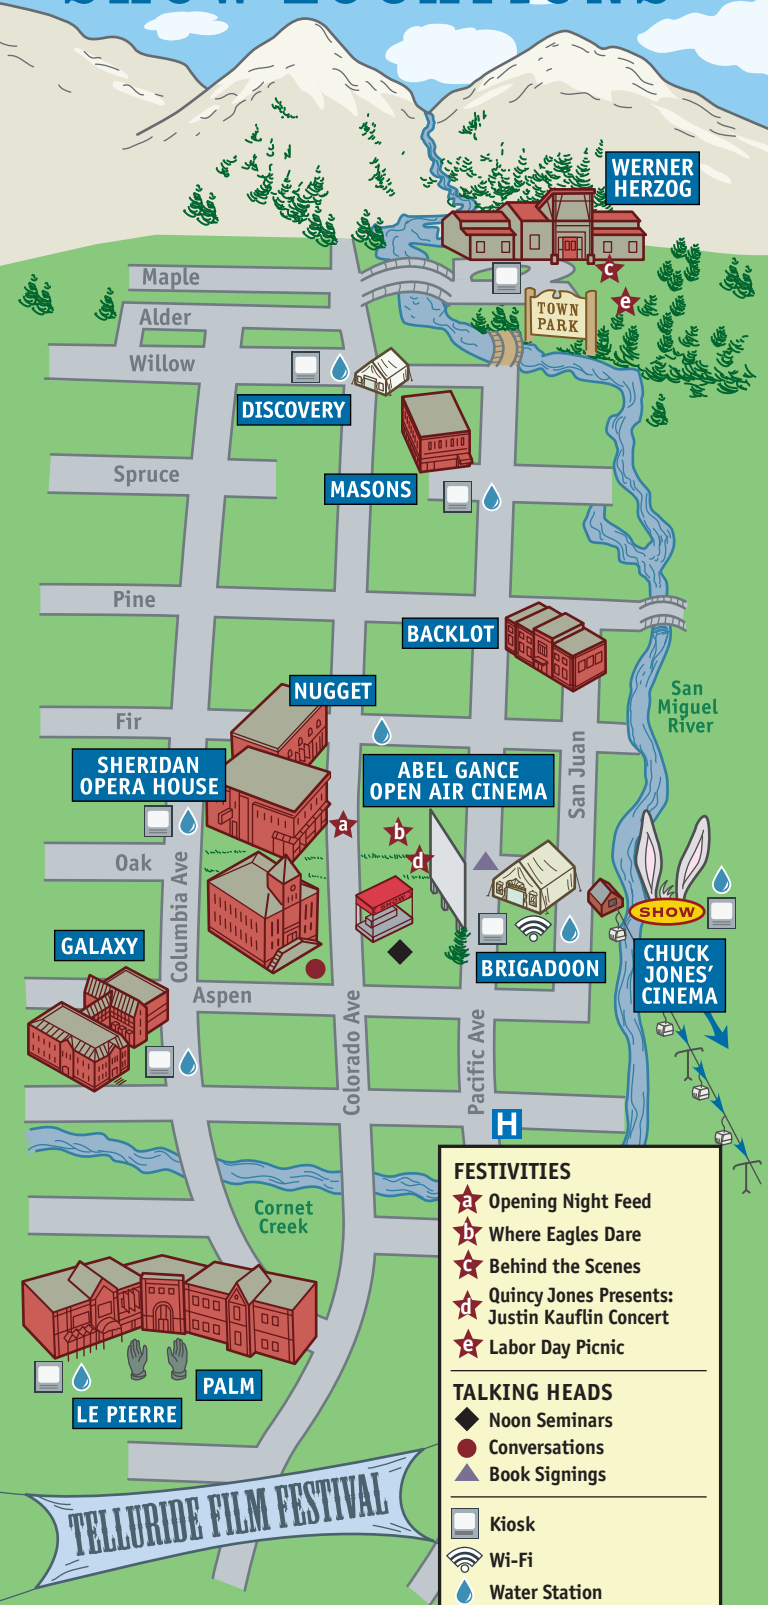 SHOW LOCATIONS
WERNER
HERZOG
c
e
TOWN
PARK
Maple
Alder
Willow
DISCOVERY
Spruce
MASONS
Pine
BACKLOT
NUGGET
San
Miguel
River
Fir
San Juan
SHERIDAN
OPERA HOUSE
ABEL GANCE
OPEN AIR CINEMA
a
b
d
Oak
Columbia Ave
SHOW
SHOW
GALAXY
BRIGADOON
CHUCK
JONES’
CINEMA
Aspen
Colorado Ave
Pacific Ave
H
Cornet
Creek
PALM
LE PIERRE
TELLURIDE FILM FESTIVAL
FESTIVITIES
a Opening Night Feed
b Where Eagles Dare
c Behind the Scenes
d Quincy Jones Presents:
Justin Kauflin Concert
e Labor Day Picnic
TALKING HEADS
Noon Seminars
Conversations
Book Signings
Kiosk
Wi-Fi
Water Station